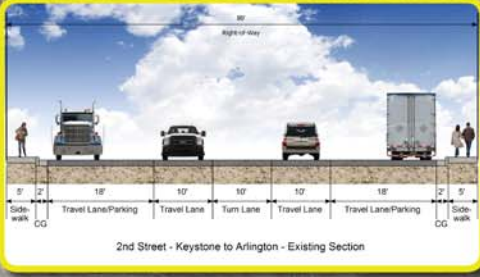 Right-of-way
5' 2' 18' 10' 10' 10' 18' 2' 5'
Side-
walk
CG
Travel Lane/Parking
Travel Lane
Turn Lane
Travel Lane
Travel Lane/Parking
CG
Side-
walk
2nd Street - Keystone to Arlington - Existing Section